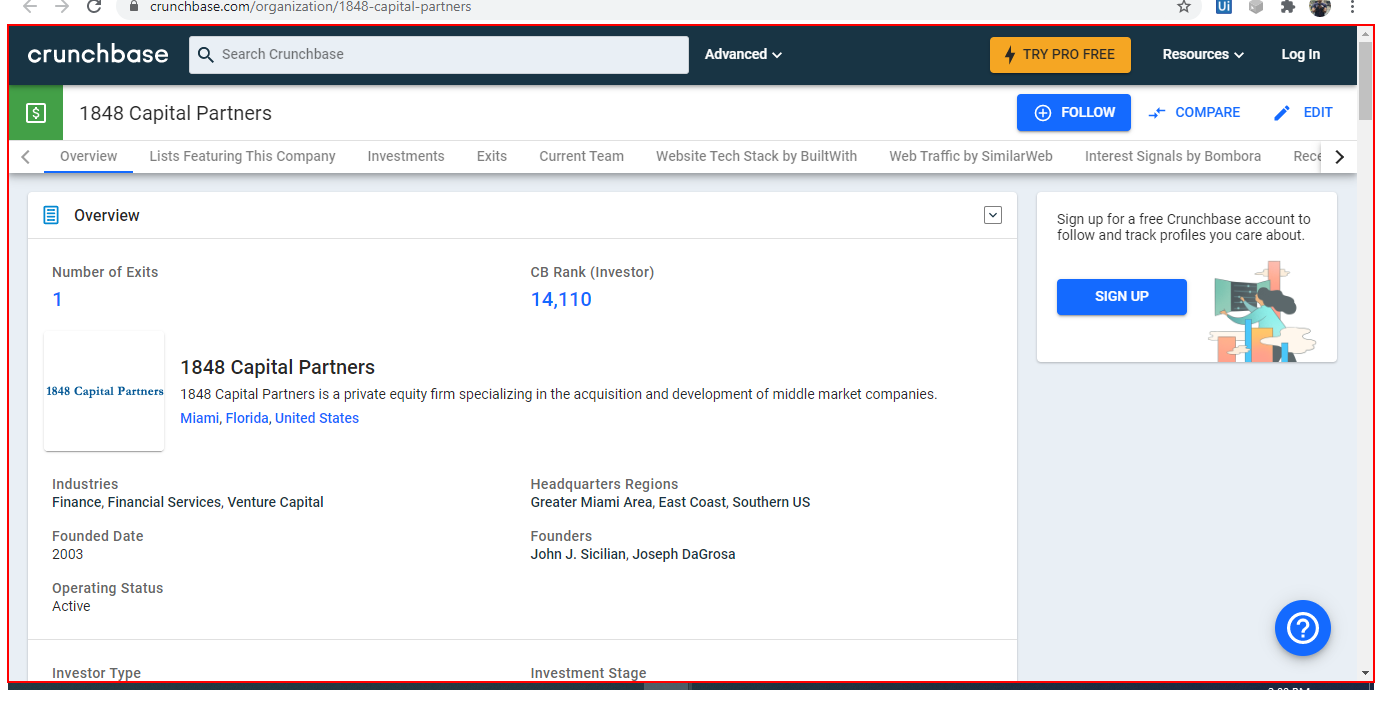 crunchbase.com/organization/1848-capital-partners
Ui
crunchbase
Search Crunchbase
Advanced
TRY PRO FREE
Resources
Log In
$
1848 Capital Partners
FOLLOW
COMPARE
EDIT
Overview
Lists Featuring This Company
Investments
Exits
Current Team
Website Tech Stack by BuiltWith
Web Traffic by SimilarWeb
Interest Signals by Bombora
Rece
Overview
Number of Exits
CB Rank (Investor)
1
14,110
1848 Capital Partners
1848 Capital Partners
1848 Capital Partners is a private equity firm specializing in the acquisition and development of middle market companies.
Miami, Florida, United States
Industries
Headquarters Regions
Finance, Financial Services, Venture Capital
Greater Miami Area, East Coast, Southern US
Founded Date
Founders
2003
John J. Sicilian, Joseph DaGrosa
Operating Status
Active
Investor Type
Investment Stage
Sign up for a free Crunchbase account to
follow and track profiles you care about.
SIGN UP
?